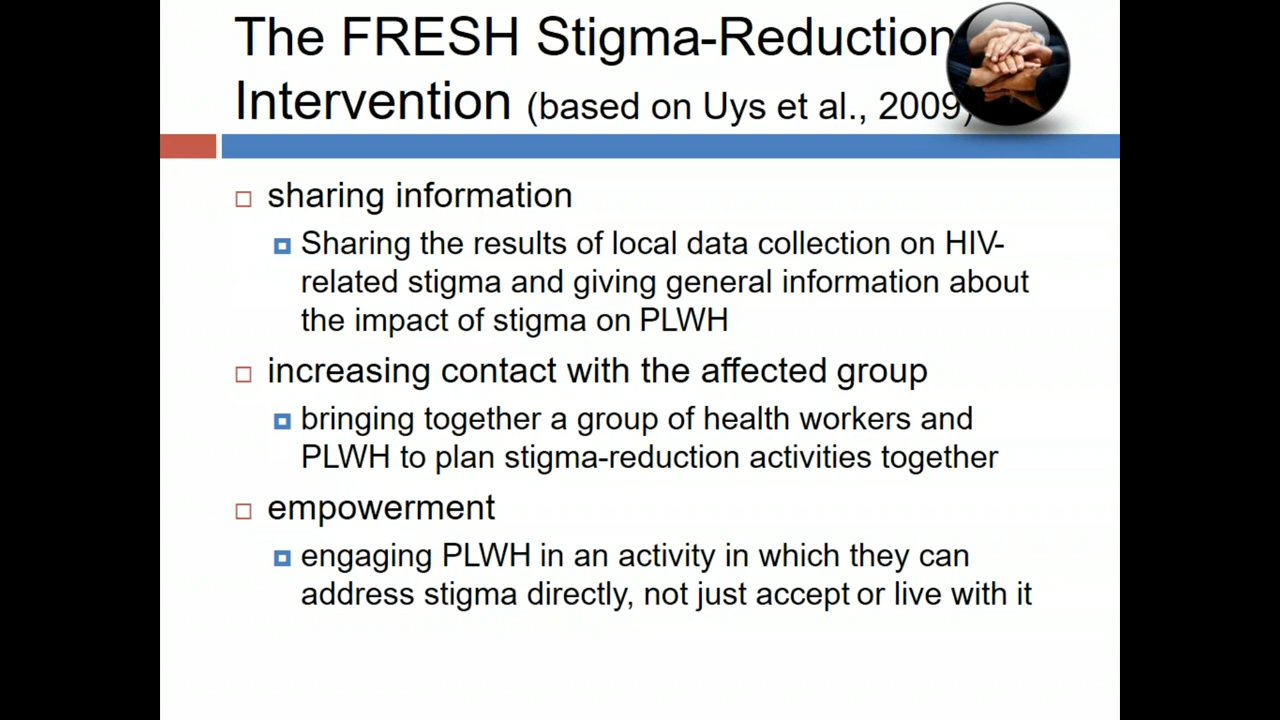 The FRESH Stigma-Reduction
Intervention (based on Uys et al., 2009)
sharing information
Sharing the results of local data collection on HIV-
related stigma and giving general information about
the impact of stigma on PLWH
increasing contact with the affected group
bringing together a group of health workers and
PLWH to plan stigma-reduction activities together
empowerment
engaging PLWH in an activity in which they can
address stigma directly, not just accept or live with it